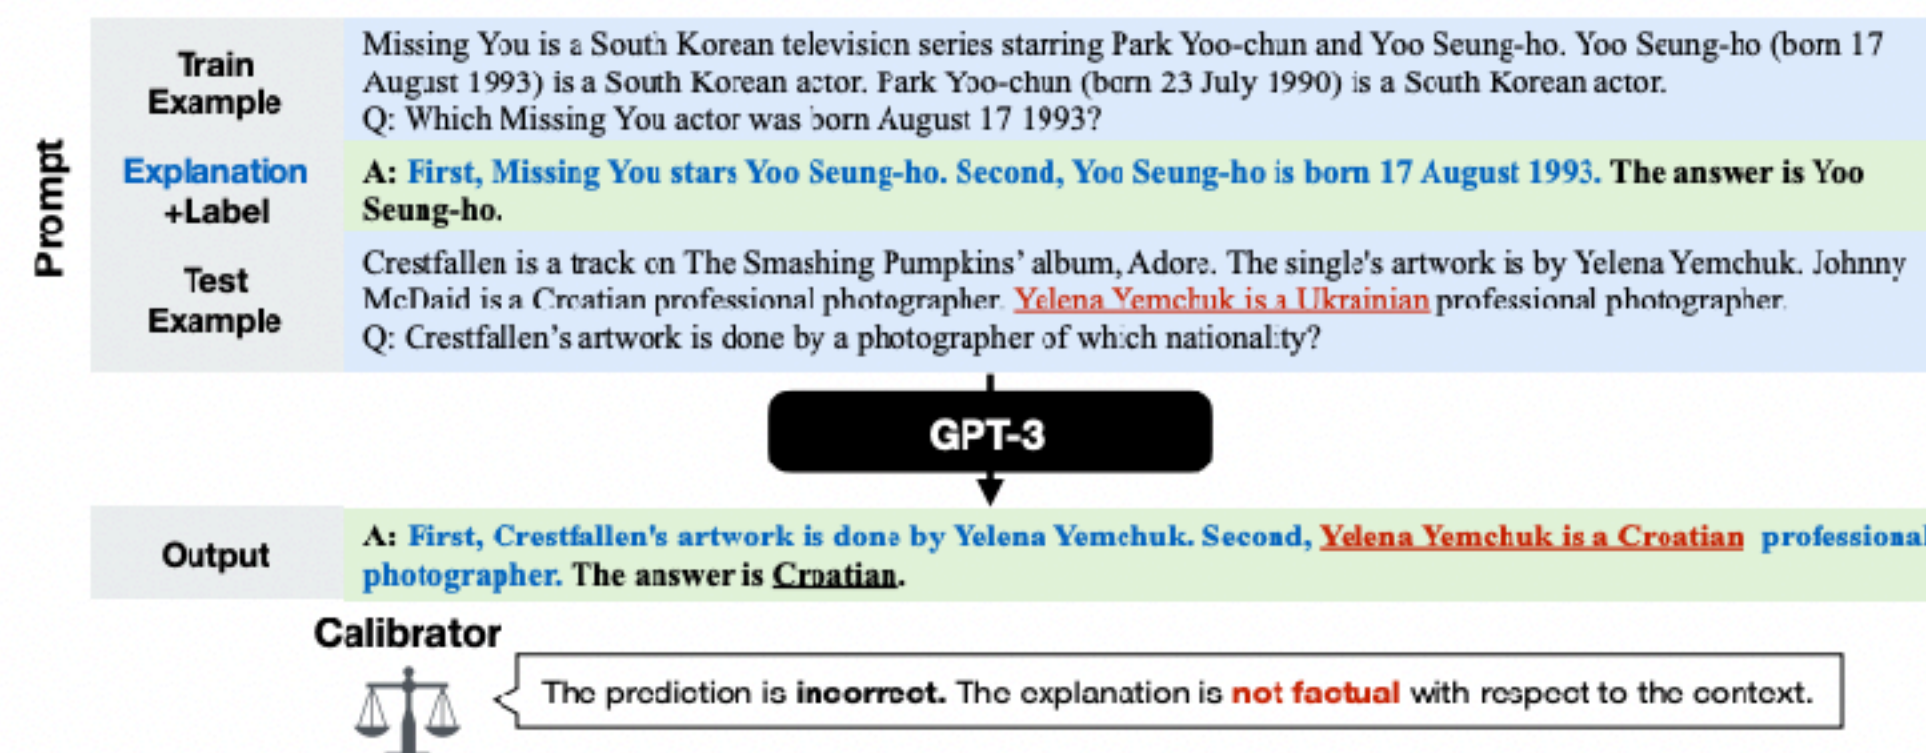 Prompt
Train
Example
Missing You is a South Korean television series starring Park Yoo-chun and Yoo Seung-ho. Yoo Seung-ho (born 17
August 1993) is a South Korean actor. Park Yoo-chun (born 23 July 1990) is a South Korean actor.
Q: Which Missing You actor was born August 17 1993?
Explanation
+Label
A: First, Missing You stars Yoo Seung-ho. Second, Yoo Seung-ho is born 17 August 1993. The answer is Yoo
Seung-ho.
Test
Example
Crestfallen is a track on The Smashing Pumpkins’ album, Adore. The single's artwork is by Yelena Yemchuk. Johnny
McDaid is a Croatian professional photographer. Yelena Yemchuk is a Ukrainian professional photographer.
Q: Crestfallen’s artwork is done by a photographer of which nationality?
GPT-3
Output
A: First, Crestfallen's artwork is done by Yelena Yemchuk. Second, Yelena Yemchuk is a Croatian professional
photographer. The answer is Croatian.
Calibrator
The prediction is incorrect. The explanation is not factual with respect to the context.